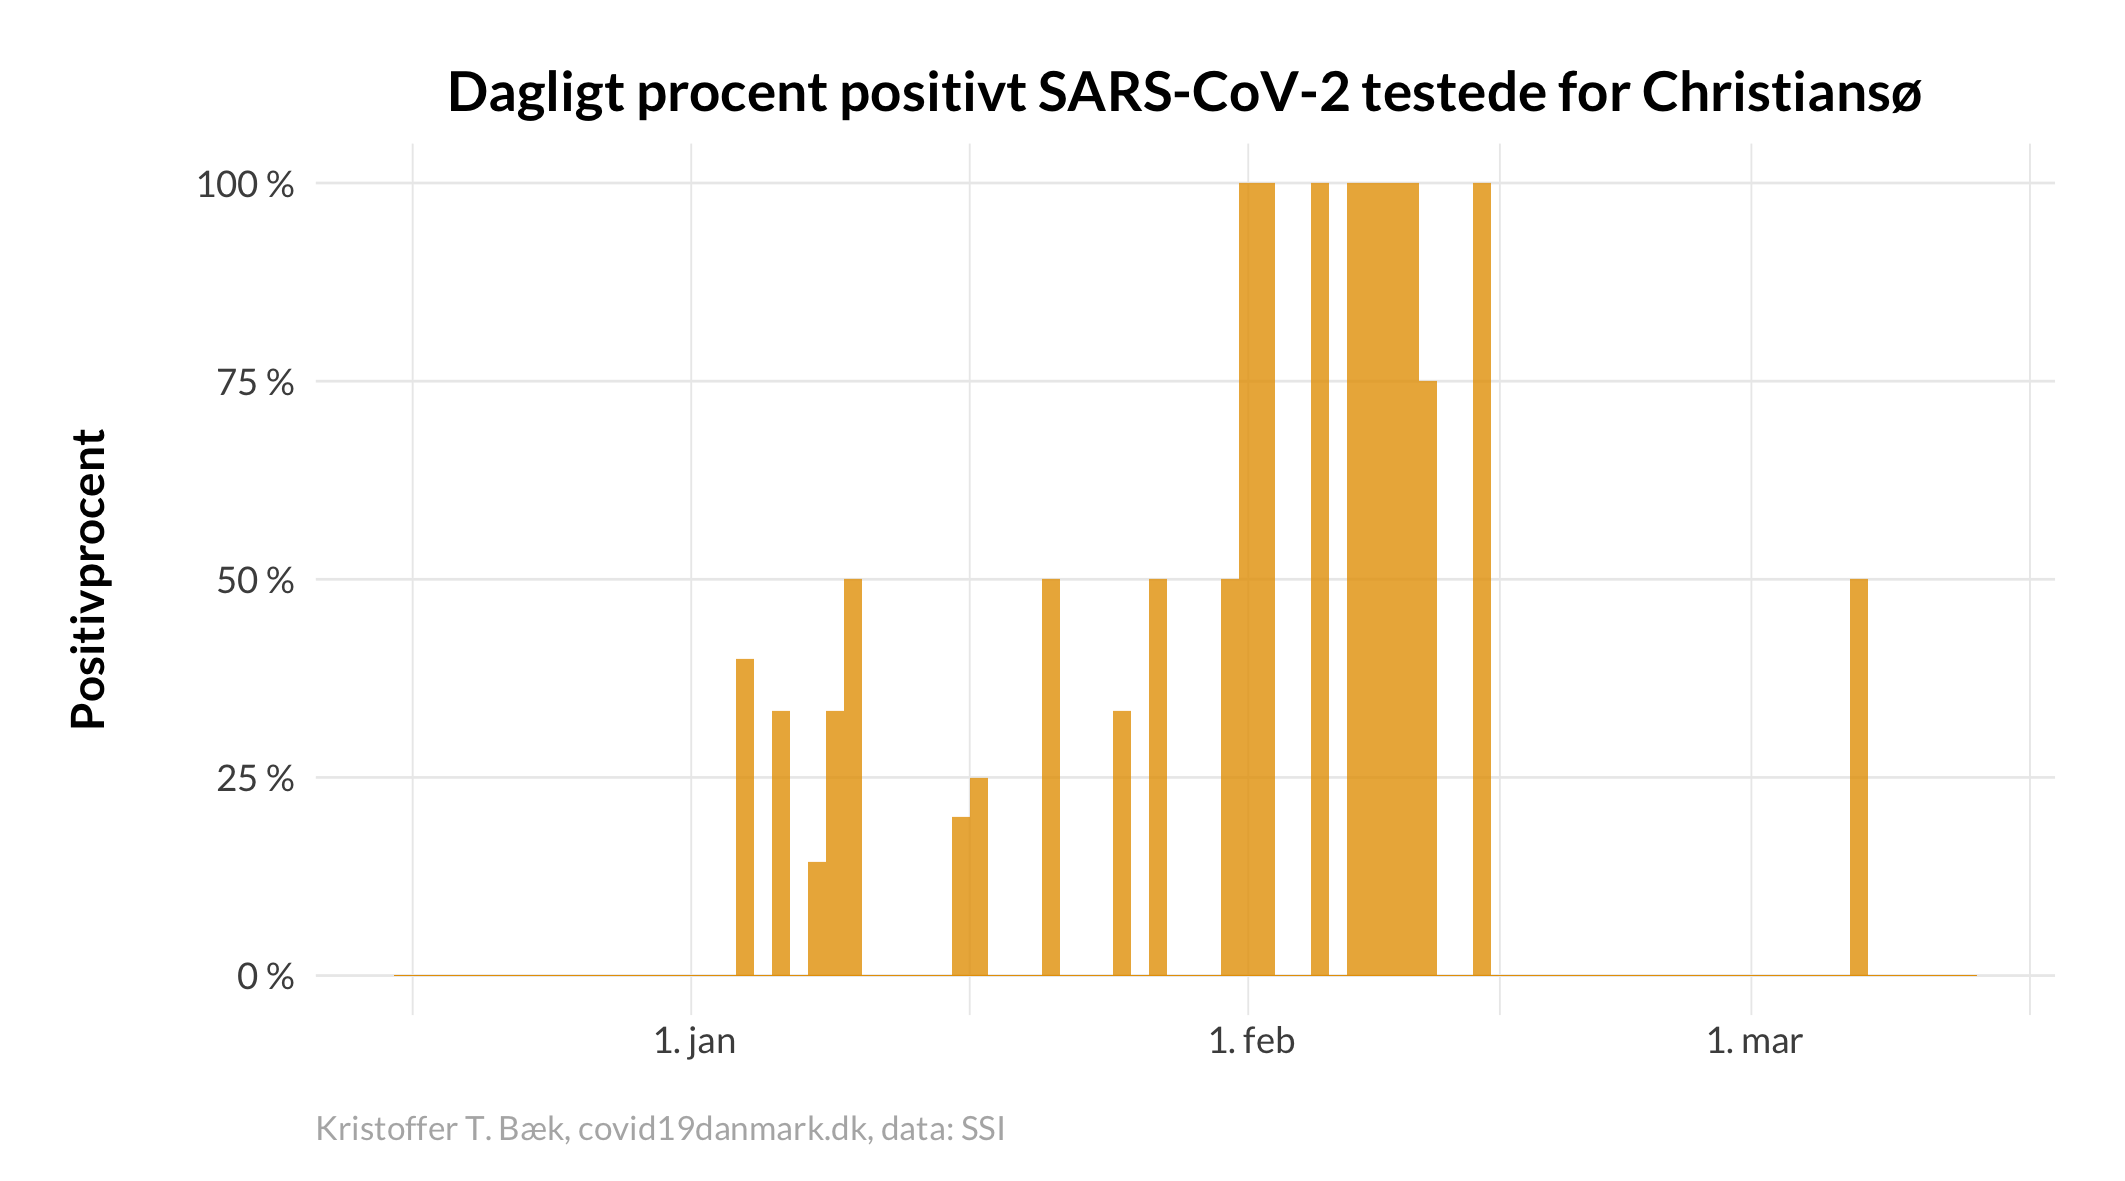 Dagligt procent positivt SARS-CoV-2 testede for Christiansø
Positivprocent
100 %
75 %
50 %
25 %
0 %
1. jan
1. feb
1. mar
Kristoffer T. Bæk, covid19danmark.dk, data: SSI